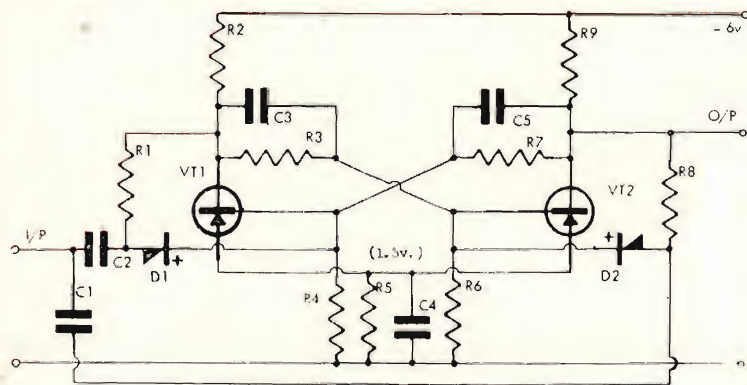 R2
R9
- 6v
C3
C5
O/P
R3
R7
R1
R8
VT1
VT2
I/P
(1.5v.)
C2
D1
+
+
D2
C1
R4
R5
C4
R6